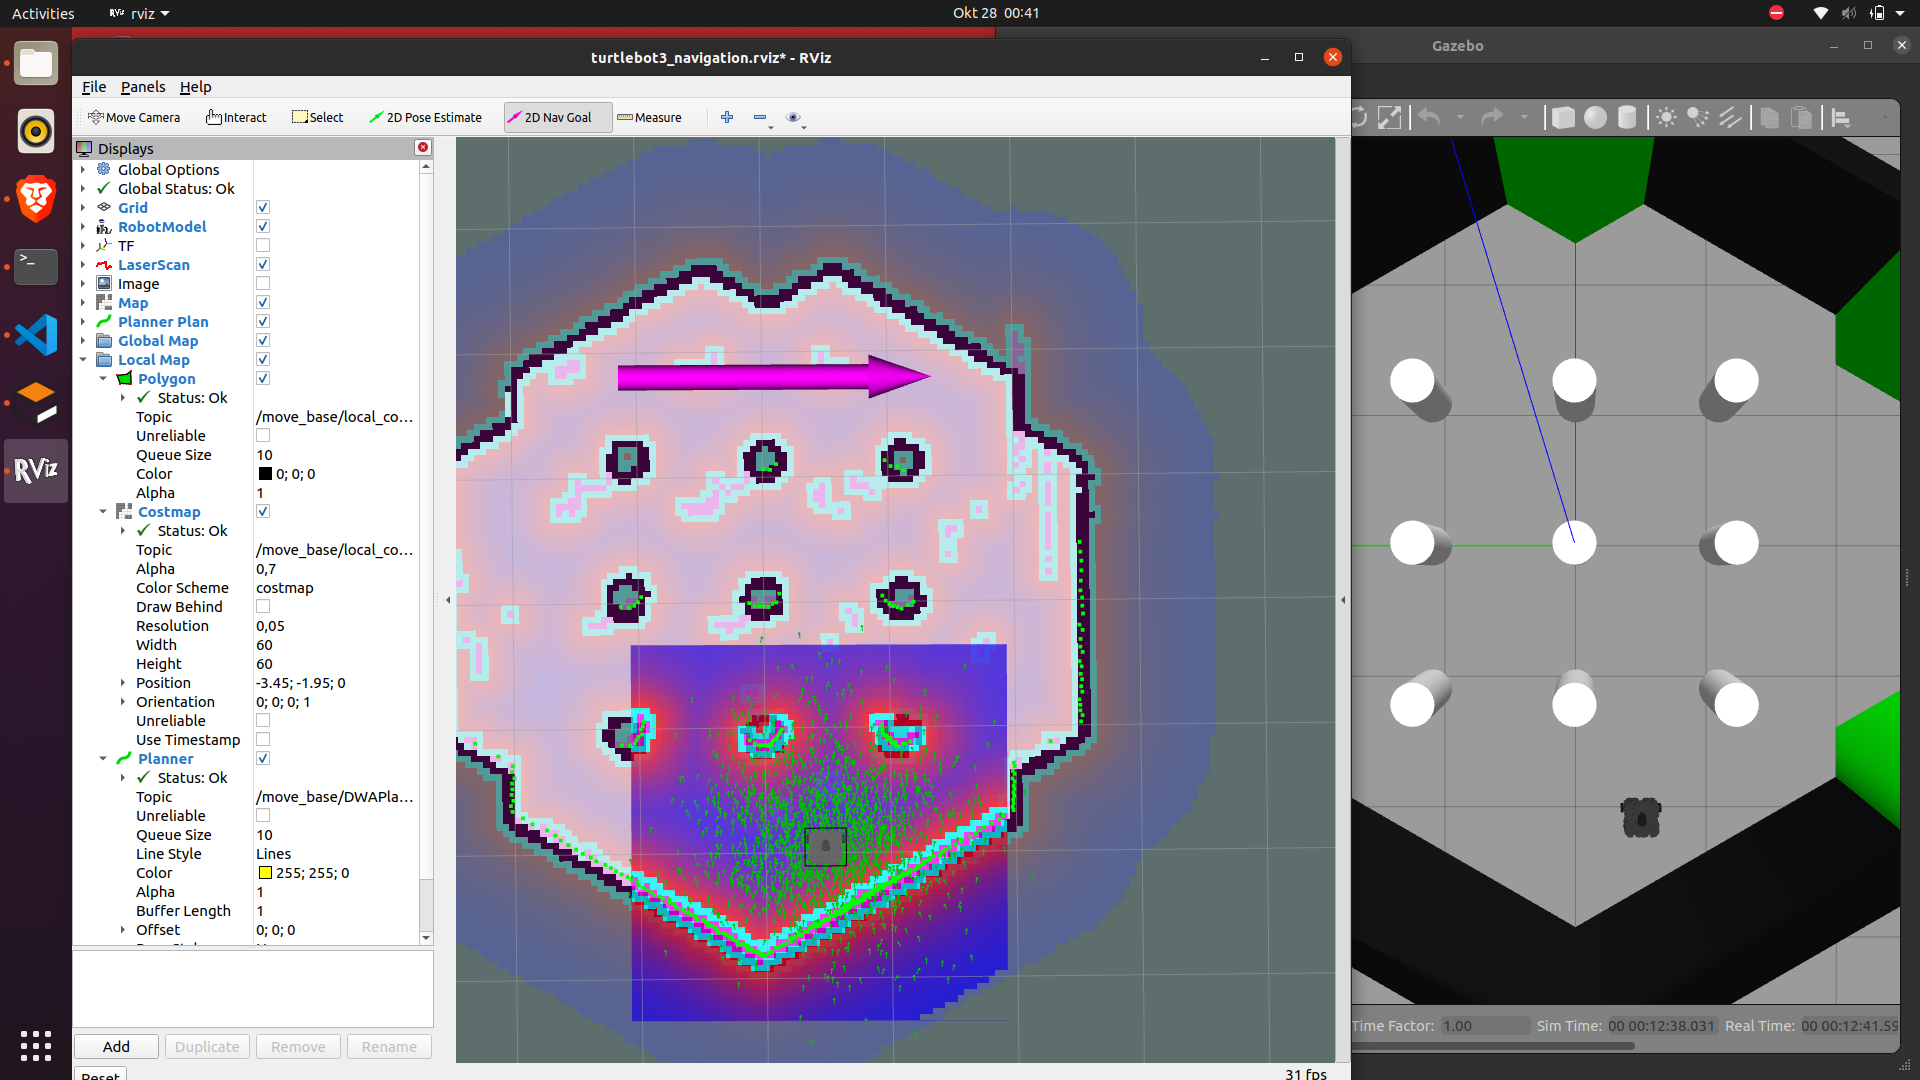 Activities
rviz
Okt 28 00:41
turtlebot3_navigation.rviz* - RViz
Gazebo
File Panels Help
Move Camera Interact Select 2D Pose Estimate 2D Nav Goal Measure
Displays
Global Options
Global Status: Ok
Grid
RobotModel
TF
LaserScan
Image
Map
Planner Plan
Global Map
Local Map
Polygon
Status: Ok
Topic /move_base/local_co...
Unreliable
Queue Size 10
Color 0; 0; 0
Alpha 1
Costmap
Status: Ok
Topic /move_base/local_co...
Alpha 0,7
Color Scheme costmap
Draw Behind
Resolution 0,05
Width 60
Height 60
Position -3.45; -1.95; 0
Orientation 0; 0; 0; 1
Unreliable
Use Timestamp
Planner
Status: Ok
Topic /move_base/DWAPla...
Unreliable
Queue Size 10
Line Style Lines
Color 255; 255; 0
Alpha 1
Buffer Length 1
Offset 0; 0; 0
Add Duplicate Remove Rename
Reset
31 fps
RViz
Time Factor: 1.00 Sim Time: 00 00:12:38.031 Real Time: 00 00:12:41.59